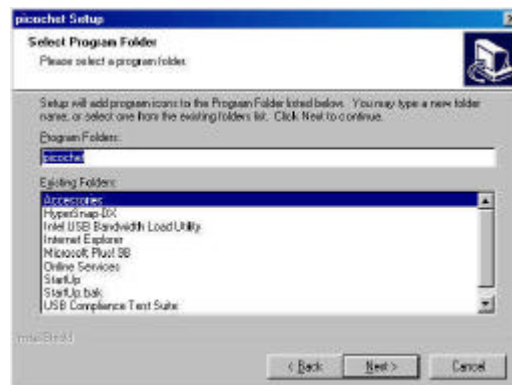 picochet Setup
Select Program Folder
Please select a program folder.
Setup will add program icons to the Program Folder listed below. You may type a new folder
name, or select one from the existing folders list. Click Next to continue.
Program Folders:
picochet
Existing Folders:
Accessories
HyperSnap-DX
Intel USB Bandwidth Load Utility
Internet Explorer
Microsoft Plus! 98
Online Services
StartUp
StartUp.bak
USB Compliance Test Suite
InstallShield
< Back
Next >
Cancel